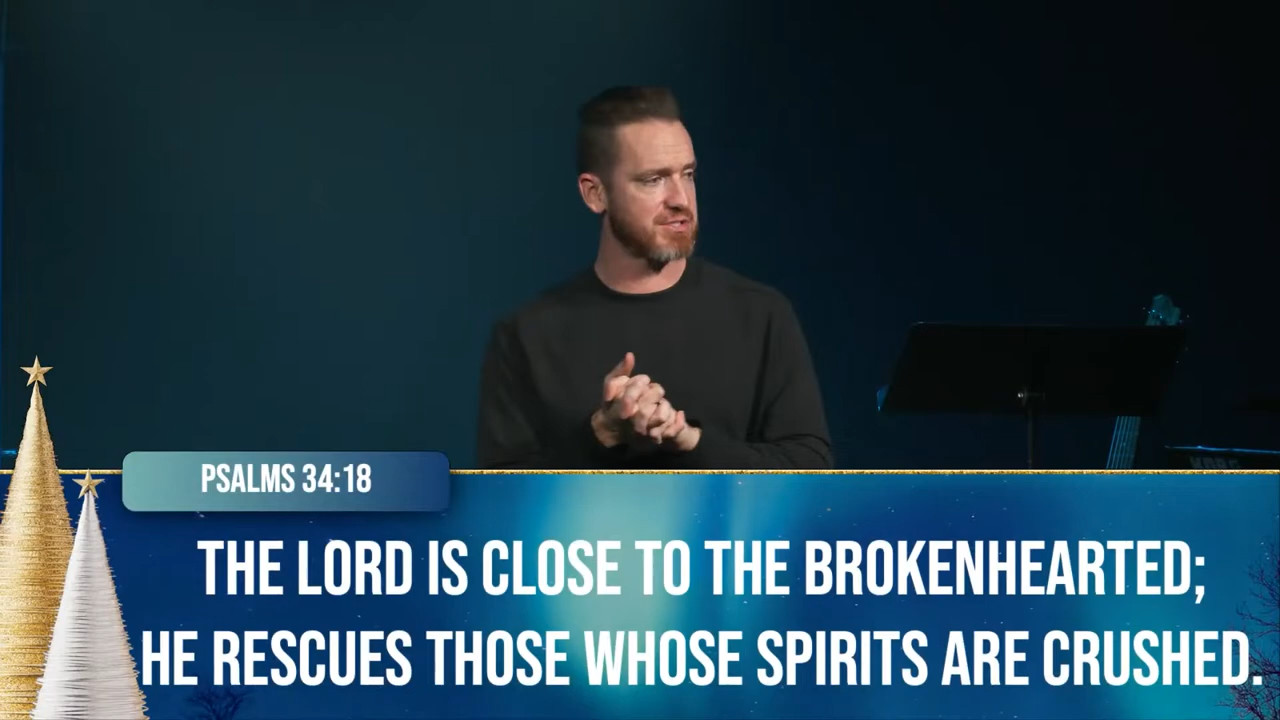 PSALMS 34:18
THE LORD IS CLOSE TO THE BROKENHEARTED;
HE RESCUES THOSE WHOSE SPIRITS ARE CRUSHED.